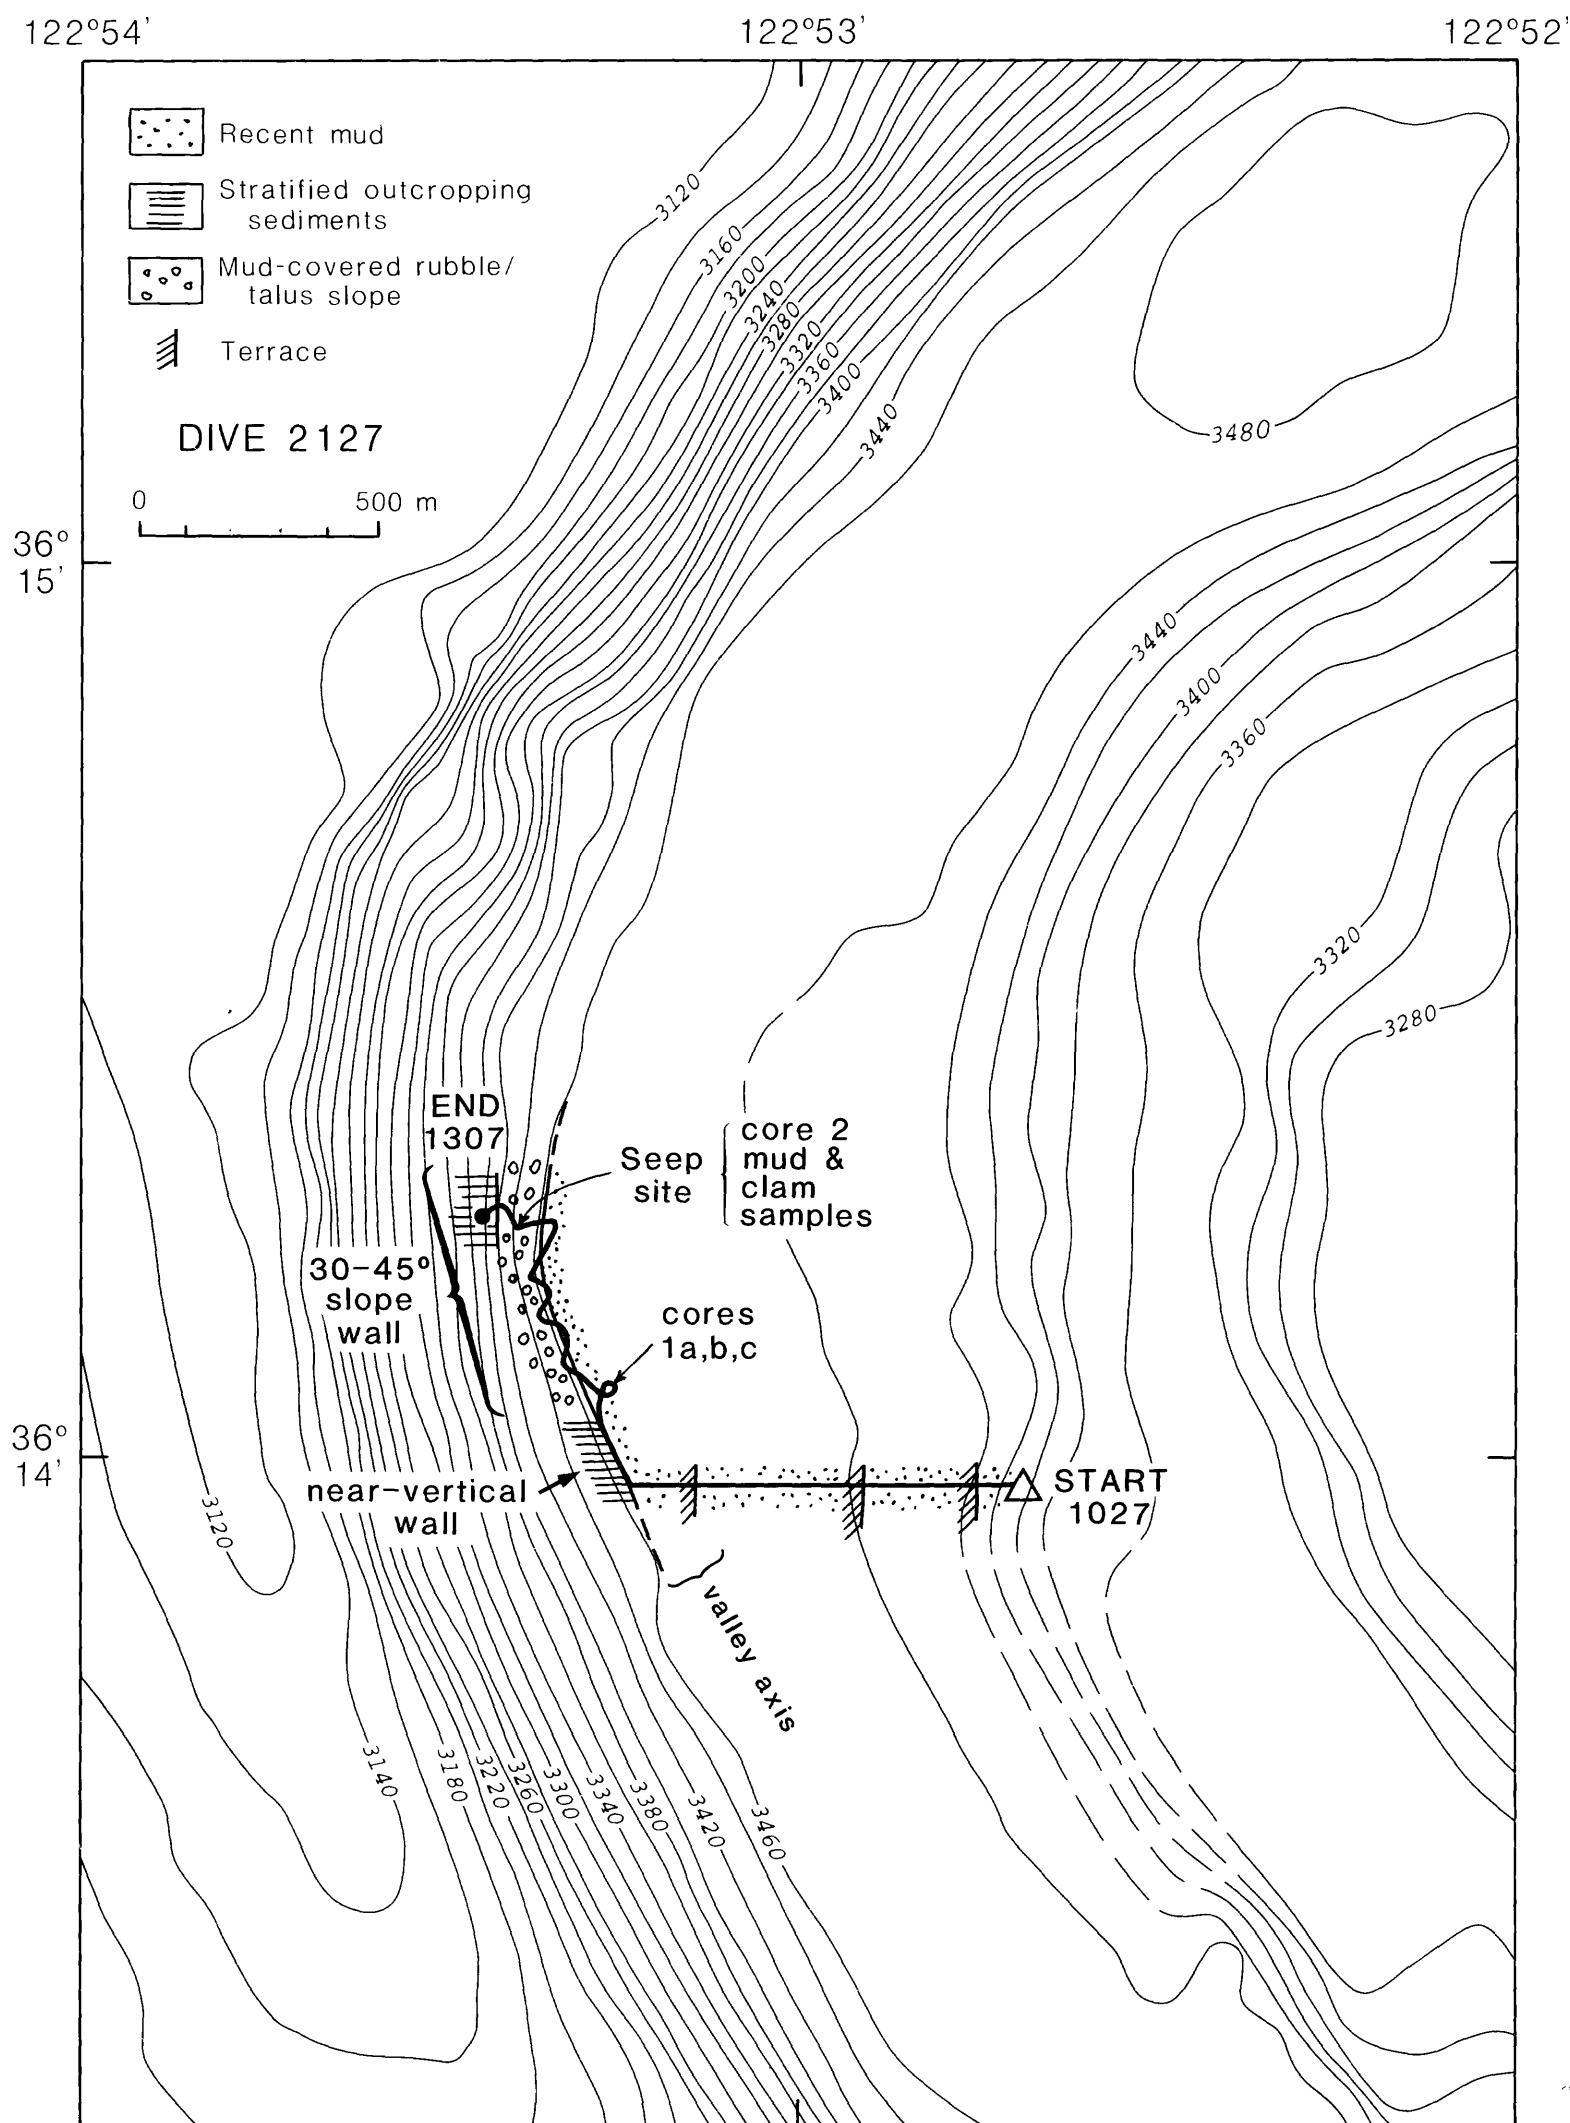 122°54'
122°53'
122°52'
Recent mud
Stratified outcropping
sediments
Mud-covered rubble/
talus slope
Terrace
DIVE 2127
0
500 m
36°
15'
3120
3160
3200
3240
3280
3320
3360
3400
3440
3480
3440
3400
3360
3320
3280
END
1307
Seep
site
core 2
mud &
clam
samples
30-45°
slope
wall
cores
1a,b,c
36°
14'
near-vertical
wall
START
1027
valley axis
3120
3140
3180
3220
3260
3300
3340
3380
3420
3460